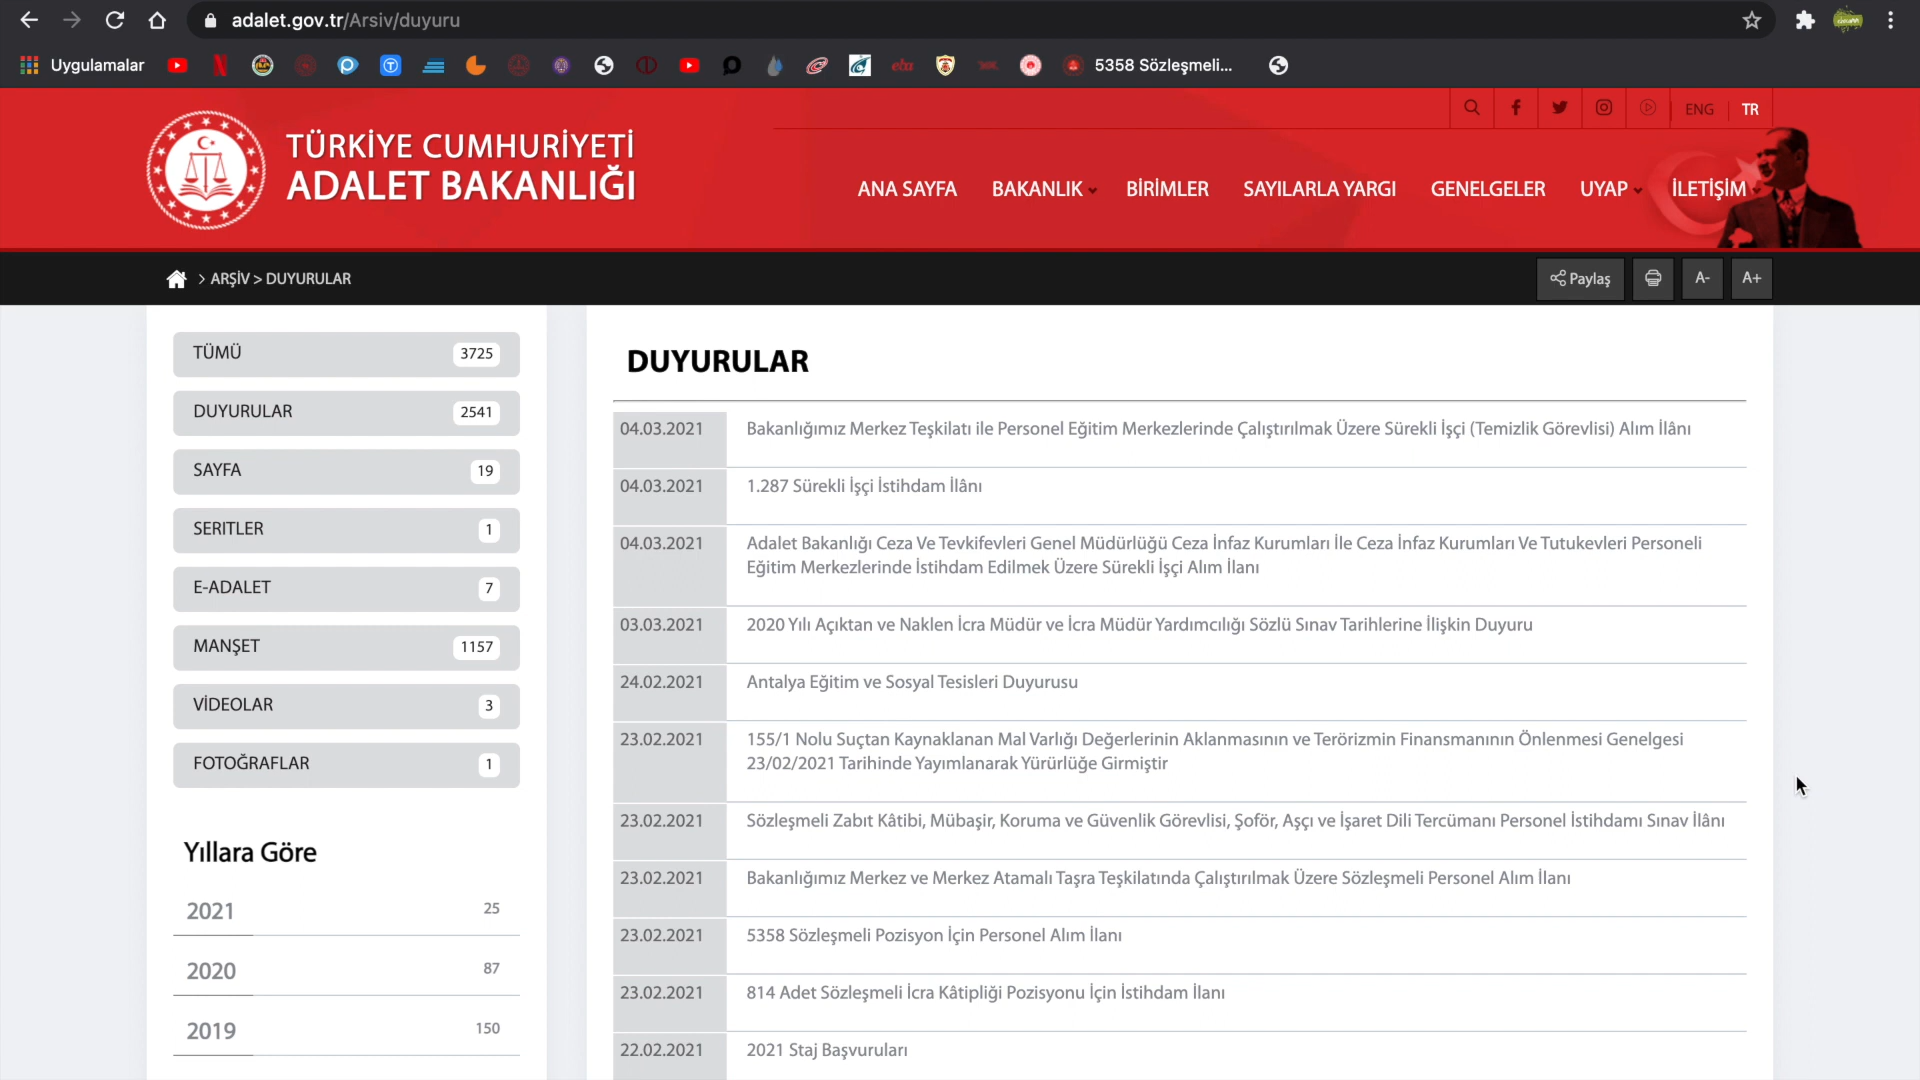 adalet.gov.tr/Arsiv/duyuru
Uygulamalar
eba
5358 Sözleşmeli...
ENG
TR
TÜRKİYE CUMHURİYETİ
ADALET BAKANLIĞI
ANA SAYFA
BAKANLIK
BİRİMLER
SAYILARLA YARGI
GENELGELER
UYAP
İLETİŞİM
> ARŞİV > DUYURULAR
Paylaş
A-
A+
TÜMÜ 3725
DUYURULAR 2541
SAYFA 19
SERITLER 1
E-ADALET 7
MANŞET 1157
VİDEOLAR 3
FOTOĞRAFLAR 1
Yıllara Göre
2021 25
2020 87
2019 150
DUYURULAR
04.03.2021 Bakanlığımız Merkez Teşkilatı ile Personel Eğitim Merkezlerinde Çalıştırılmak Üzere Sürekli İşçi (Temizlik Görevlisi) Alım İlânı
04.03.2021 1.287 Sürekli İşçi İstihdam İlânı
04.03.2021 Adalet Bakanlığı Ceza Ve Tevkifevleri Genel Müdürlüğü Ceza İnfaz Kurumları İle Ceza İnfaz Kurumları Ve Tutukevleri Personeli
Eğitim Merkezlerinde İstihdam Edilmek Üzere Sürekli İşçi Alım İlanı
03.03.2021 2020 Yılı Açıktan ve Naklen İcra Müdür ve İcra Müdür Yardımcılığı Sözlü Sınav Tarihlerine İlişkin Duyuru
24.02.2021 Antalya Eğitim ve Sosyal Tesisleri Duyurusu
23.02.2021 155/1 Nolu Suçtan Kaynaklanan Mal Varlığı Değerlerinin Aklanmasının ve Terörizmin Finansmanının Önlenmesi Genelgesi
23/02/2021 Tarihinde Yayımlanarak Yürürlüğe Girmiştir
23.02.2021 Sözleşmeli Zabıt Kâtibi, Mübaşir, Koruma ve Güvenlik Görevlisi, Şoför, Aşçı ve İşaret Dili Tercümanı Personel İstihdamı Sınav İlânı
23.02.2021 Bakanlığımız Merkez ve Merkez Atamalı Taşra Teşkilatında Çalıştırılmak Üzere Sözleşmeli Personel Alım İlanı
23.02.2021 5358 Sözleşmeli Pozisyon İçin Personel Alım İlanı
23.02.2021 814 Adet Sözleşmeli İcra Kâtipliği Pozisyonu İçin İstihdam İlanı
22.02.2021 2021 Staj Başvuruları